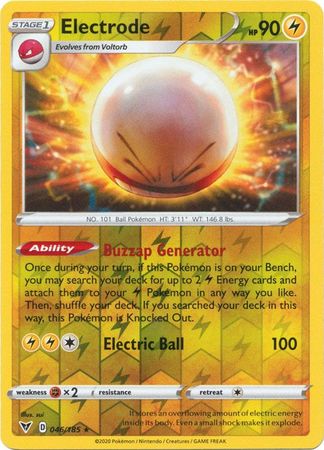 STAGE 1
Electrode
HP 90
Evolves from Voltorb
NO. 101 Ball Pokémon HT: 3'11" WT: 146.8 lbs.
Ability Buzzap Generator
Once during your turn, if this Pokémon is on your Bench,
you may search your deck for up to 2 Energy cards and
attach them to your Pokémon in any way you like.
Then, shuffle your deck. If you searched your deck in this
way, this Pokémon is Knocked Out.
Electric Ball 100
weakness ×2 resistance retreat
Illus. sui
D 046/185 ★
It stores an overflowing amount of electric energy
inside its body. Even a small shock makes it explode.
©2020 Pokémon / Nintendo / Creatures / GAME FREAK